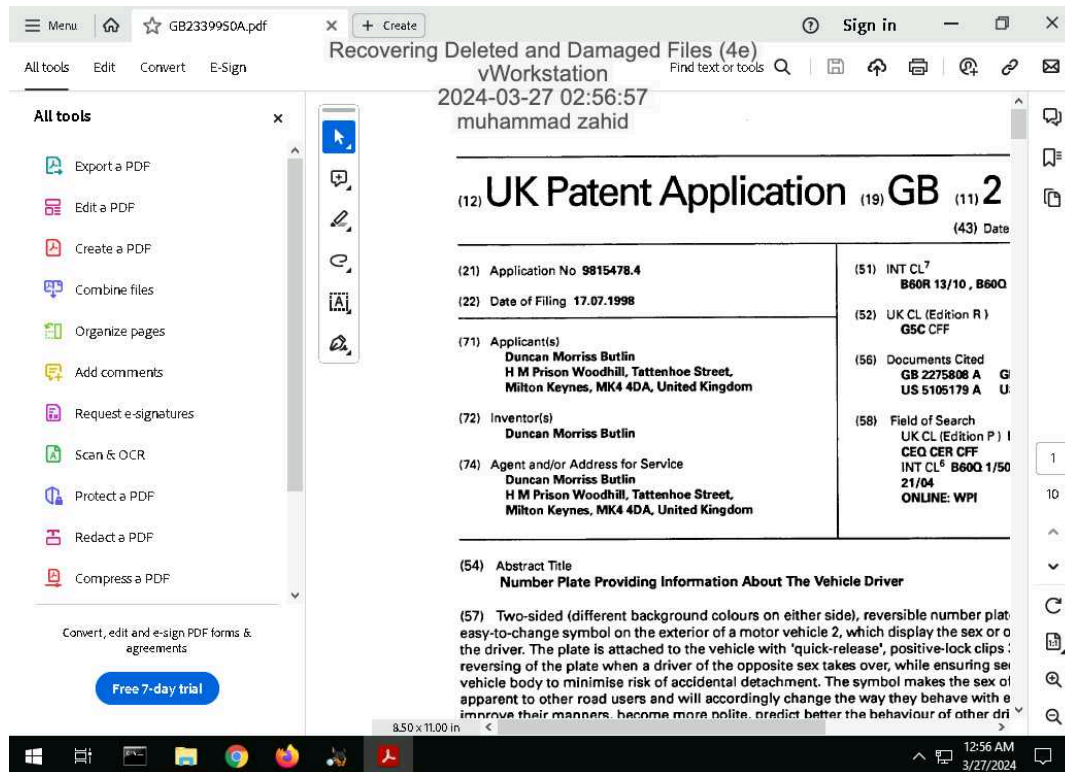 Menu
GB2339950A.pdf
+ Create
Sign in
All tools
Edit
Convert
E-Sign
Find text or tools
Recovering Deleted and Damaged Files (4e)
vWorkstation
2024-03-27 02:56:57
muhammad zahid
All tools
Export a PDF
Edit a PDF
Create a PDF
Combine files
Organize pages
Add comments
Request e-signatures
Scan & OCR
Protect a PDF
Redact a PDF
Compress a PDF
Convert, edit and e-sign PDF forms &
agreements
Free 7-day trial
(12) UK Patent Application (19) GB (11) 2
(43) Date
(21) Application No 9815478.4
(22) Date of Filing 17.07.1998
(71) Applicant(s)
Duncan Morriss Butlin
H M Prison Woodhill, Tattenhoe Street,
Milton Keynes, MK4 4DA, United Kingdom
(72) Inventor(s)
Duncan Morriss Butlin
(74) Agent and/or Address for Service
Duncan Morriss Butlin
H M Prison Woodhill, Tattenhoe Street,
Milton Keynes, MK4 4DA, United Kingdom
(51) INT CL7
B60R 13/10 , B60Q
(52) UK CL (Edition R )
G5C CFF
(56) Documents Cited
GB 2275808 A G
US 5105179 A U
(58) Field of Search
UK CL (Edition P )
CEQ CER CFF
INT CL6 B60Q 1/50
21/04
ONLINE: WPI
(54) Abstract Title
Number Plate Providing Information About The Vehicle Driver
(57) Two-sided (different background colours on either side), reversible number plat
easy-to-change symbol on the exterior of a motor vehicle 2, which display the sex or o
the driver. The plate is attached to the vehicle with 'quick-release', positive-lock clips
reversing of the plate when a driver of the opposite sex takes over, while ensuring se
vehicle body to minimise risk of accidental detachment. The symbol makes the sex of
apparent to other road users and will accordingly change the way they behave with e
improve their manners, become more polite, predict better the behaviour of other dri
8.50 x 11.00 in
1
10
12:56 AM
3/27/2024